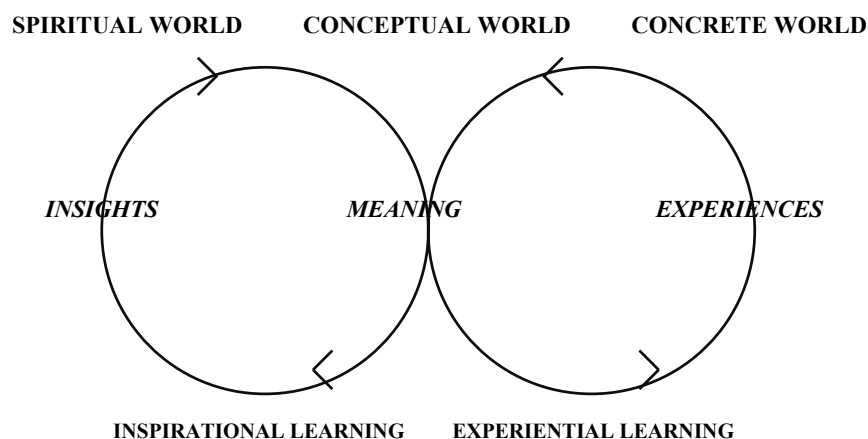 SPIRITUAL WORLD CONCEPTUAL WORLD CONCRETE WORLD
INSIGHTS MEANING EXPERIENCES
INSPIRATIONAL LEARNING EXPERIENTIAL LEARNING